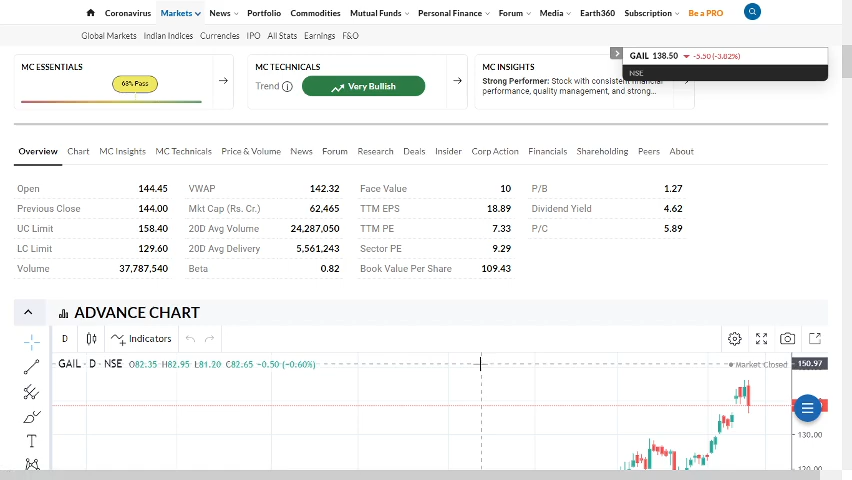 Coronavirus Markets News Portfolio Commodities Mutual Funds Personal Finance Forum Media Earth360 Subscription Be a PRO
Global Markets Indian Indices Currencies IPO All Stats Earnings F&O
GAIL 138.50 -5.50 (-3.82%)
NSE
MC ESSENTIALS
68% Pass
MC TECHNICALS
Trend Very Bullish
MC INSIGHTS
Strong Performer: Stock with consistent financial
performance, quality management, and strong...
Overview Chart MC Insights MC Technicals Price & Volume News Forum Research Deals Insider Corp Action Financials Shareholding Peers About
Open 144.45 VWAP 142.32 Face Value 10 P/B 1.27
Previous Close 144.00 Mkt Cap (Rs. Cr.) 62,465 TTM EPS 18.89 Dividend Yield 4.62
UC Limit 158.40 20D Avg Volume 24,287,050 TTM PE 7.33 P/C 5.89
LC Limit 129.60 20D Avg Delivery 5,561,243 Sector PE 9.29
Volume 37,787,540 Beta 0.82 Book Value Per Share 109.43
ADVANCE CHART
D Indicators
GAIL · D · NSE O82.35 H82.95 L81.20 C82.65 -0.50 (-0.60%) Market Closed 150.97
130.00
120.00